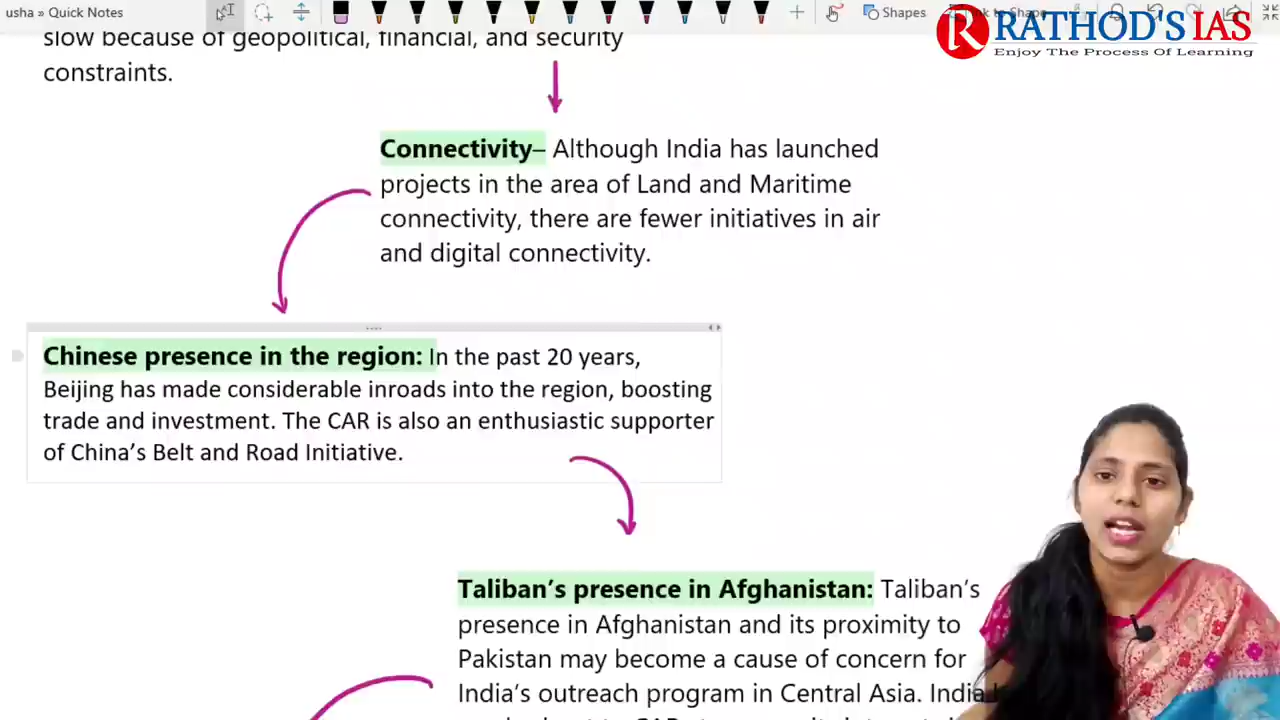 usha » Quick Notes
Shapes
RATHOD'S IAS
Enjoy The Process Of Learning
slow because of geopolitical, financial, and security
constraints.
Connectivity– Although India has launched
projects in the area of Land and Maritime
connectivity, there are fewer initiatives in air
and digital connectivity.
Chinese presence in the region: In the past 20 years,
Beijing has made considerable inroads into the region, boosting
trade and investment. The CAR is also an enthusiastic supporter
of China's Belt and Road Initiative.
Taliban's presence in Afghanistan: Taliban's
presence in Afghanistan and its proximity to
Pakistan may become a cause of concern for
India's outreach program in Central Asia. India